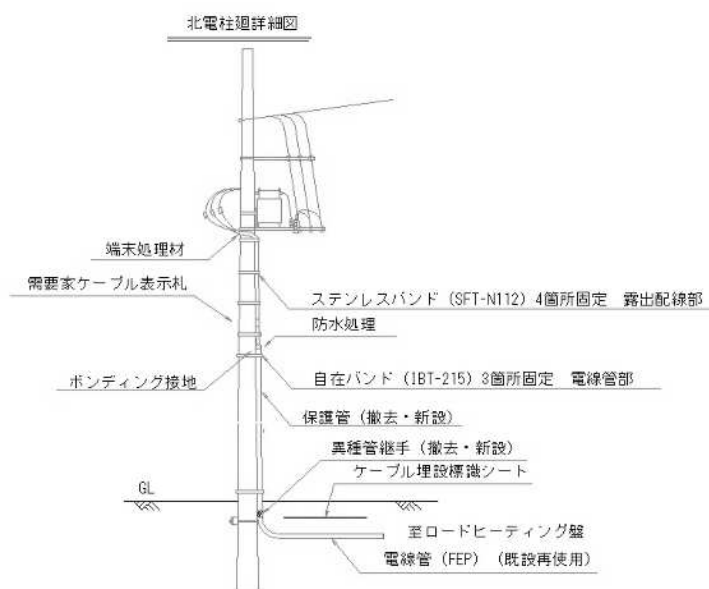 北電柱廻詳細図
端末処理材
需要家ケーブル表示札
ステンレスバンド (SFT-N112) 4箇所固定 露出配線部
防水処理
ボンディング接地
自在バンド (IBT-215) 3箇所固定 電線管部
保護管 (撤去・新設)
異種管継手 (撤去・新設)
ケーブル埋設標識シート
GL
至ロードヒーティング盤
電線管 (FEP) (既設再使用)